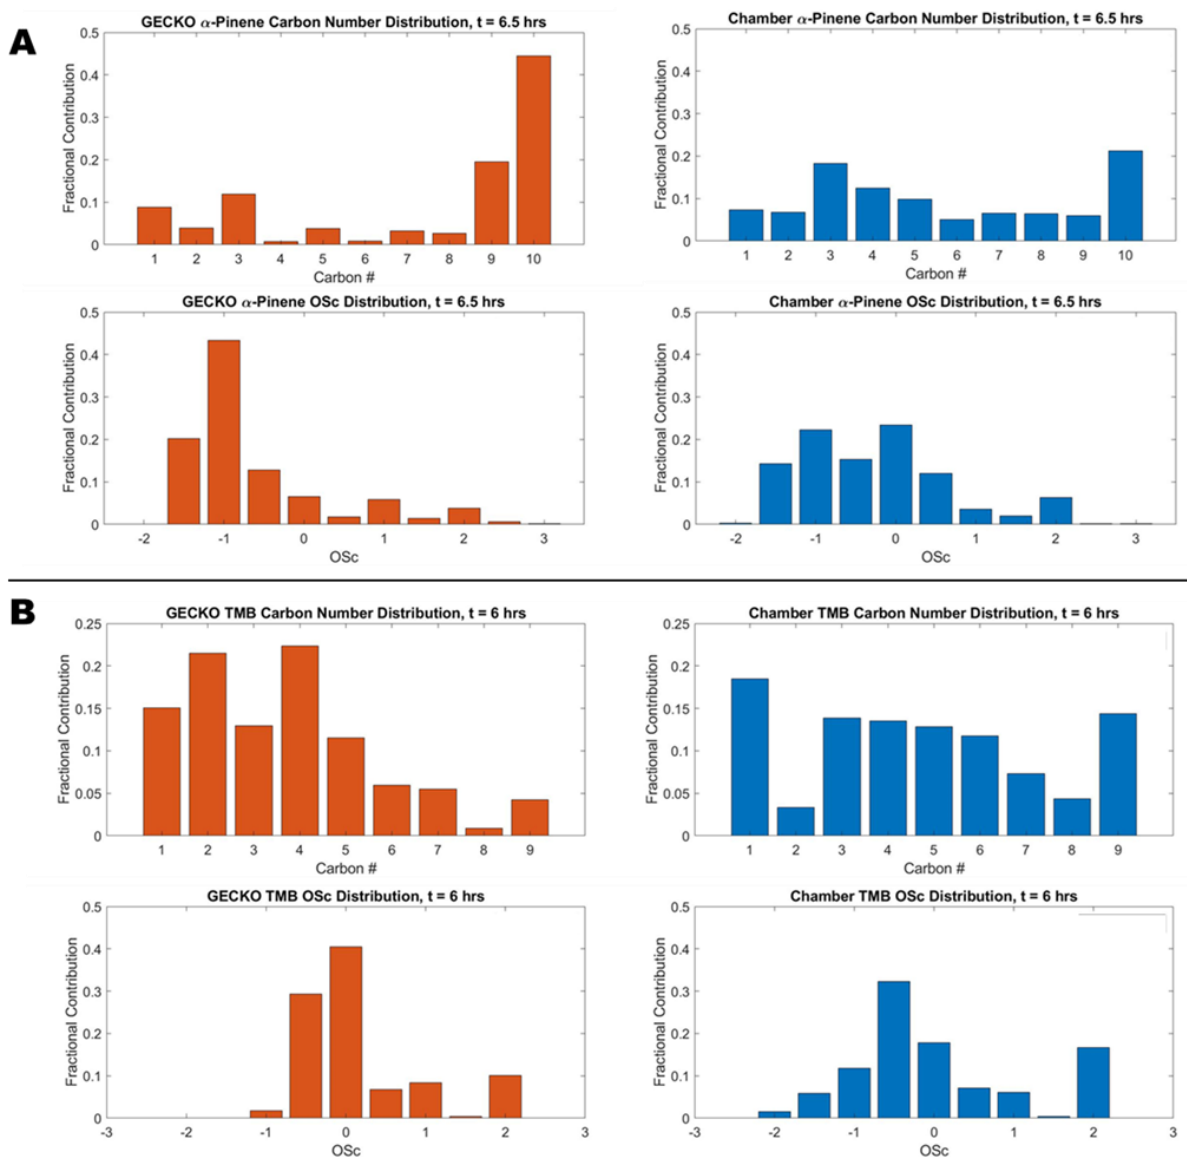 A
GECKO α-Pinene Carbon Number Distribution, t = 6.5 hrs
Fractional Contribution
0.5
0.4
0.3
0.2
0.1
0
1 2 3 4 5 6 7 8 9 10
Carbon #
Chamber α-Pinene Carbon Number Distribution, t = 6.5 hrs
Fractional Contribution
0.5
0.4
0.3
0.2
0.1
0
1 2 3 4 5 6 7 8 9 10
Carbon #
GECKO α-Pinene OSc Distribution, t = 6.5 hrs
Fractional Contribution
0.5
0.4
0.3
0.2
0.1
0
-2 -1 0 1 2 3
OSc
Chamber α-Pinene OSc Distribution, t = 6.5 hrs
Fractional Contribution
0.5
0.4
0.3
0.2
0.1
0
-2 -1 0 1 2 3
OSc
B
GECKO TMB Carbon Number Distribution, t = 6 hrs
Fractional Contribution
0.25
0.2
0.15
0.1
0.05
0
1 2 3 4 5 6 7 8 9
Carbon #
Chamber TMB Carbon Number Distribution, t = 6 hrs
Fractional Contribution
0.25
0.2
0.15
0.1
0.05
0
1 2 3 4 5 6 7 8 9
Carbon #
GECKO TMB OSc Distribution, t = 6 hrs
Fractional Contribution
0.5
0.4
0.3
0.2
0.1
0
-3 -2 -1 0 1 2 3
OSc
Chamber TMB OSc Distribution, t = 6 hrs
Fractional Contribution
0.5
0.4
0.3
0.2
0.1
0
-3 -2 -1 0 1 2 3
OSc